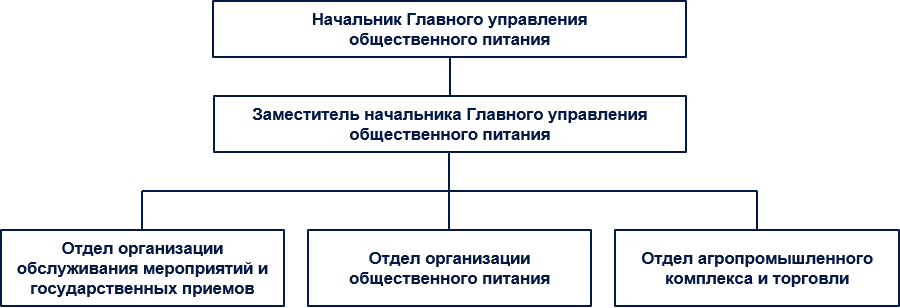 Начальник Главного управления
общественного питания
Заместитель начальника Главного управления
общественного питания
Отдел организации
обслуживания мероприятий и
государственных приемов
Отдел организации
общественного питания
Отдел агропромышленного
комплекса и торговли